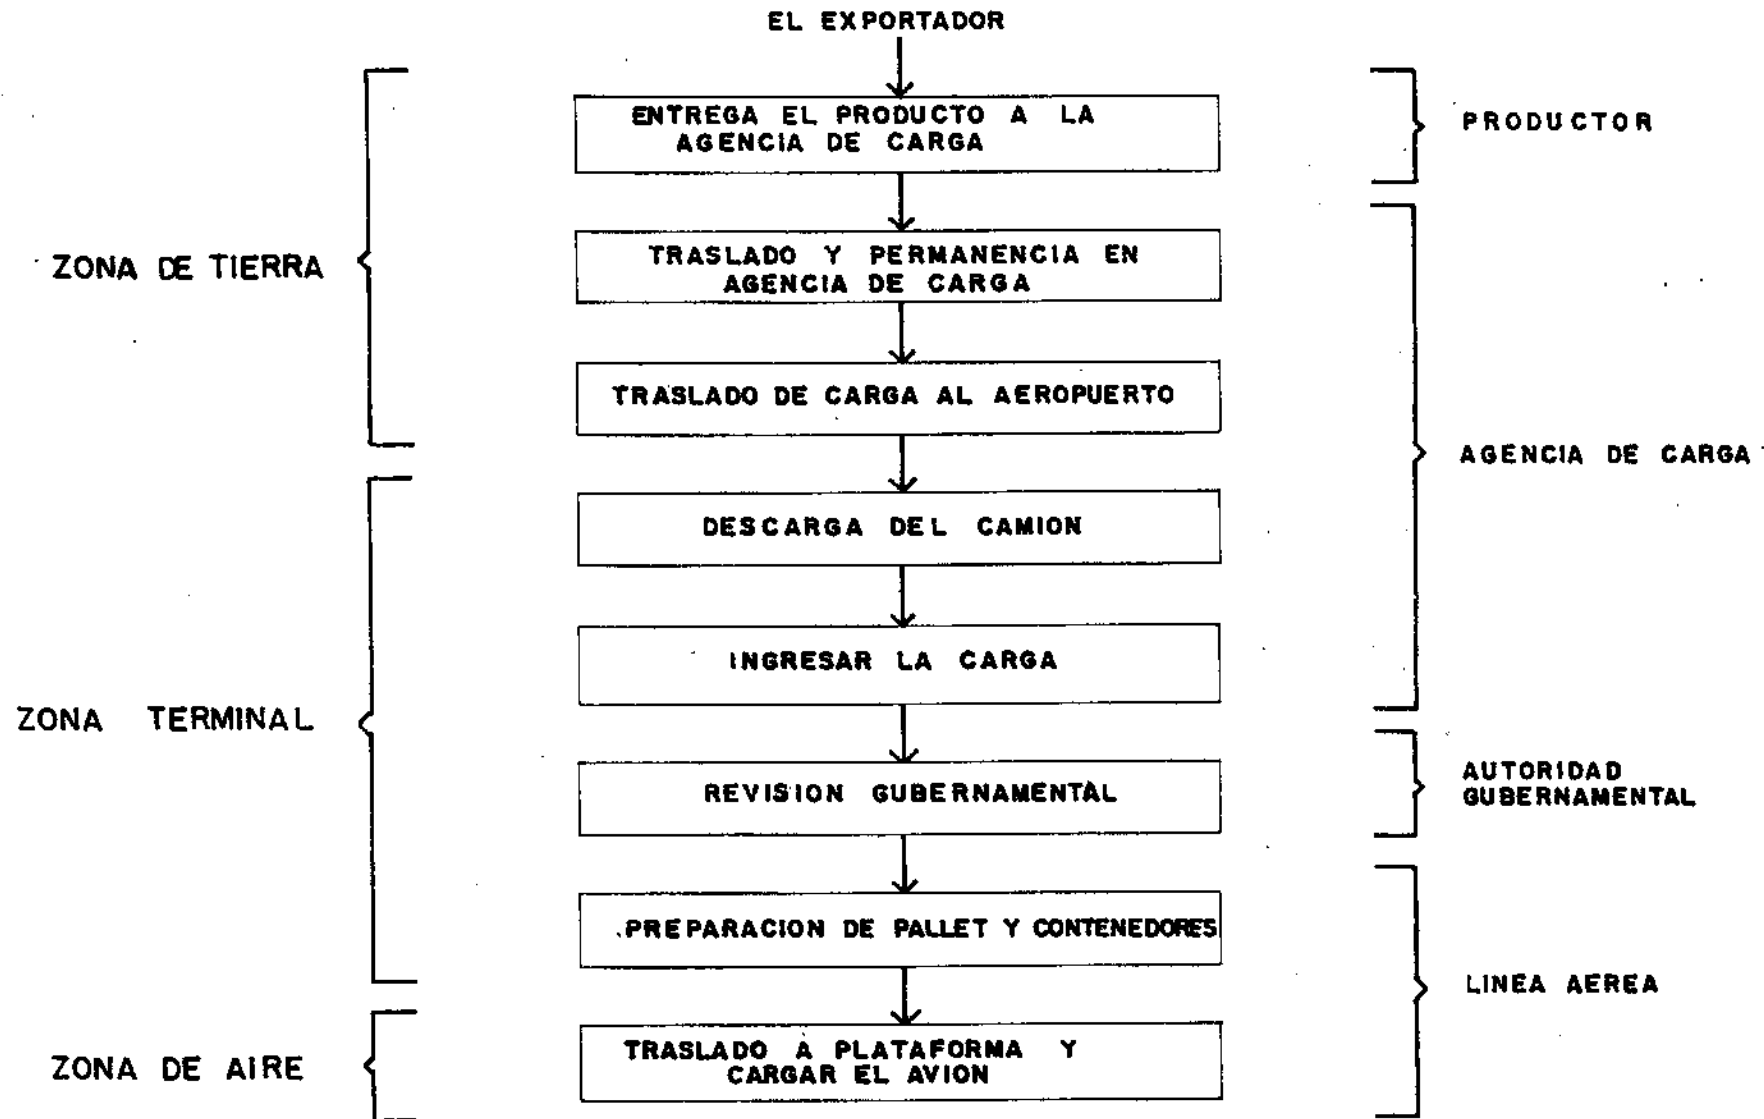 EL EXPORTADOR
ENTREGA EL PRODUCTO A LA
AGENCIA DE CARGA
PRODUCTOR
ZONA DE TIERRA
TRASLADO Y PERMANENCIA EN
AGENCIA DE CARGA
TRASLADO DE CARGA AL AEROPUERTO
AGENCIA DE CARGA
DESCARGA DEL CAMION
INGRESAR LA CARGA
ZONA TERMINAL
REVISION GUBERNAMENTAL
AUTORIDAD
GUBERNAMENTAL
PREPARACION DE PALLET Y CONTENEDORES
LINEA AEREA
ZONA DE AIRE
TRASLADO A PLATAFORMA Y
CARGAR EL AVION